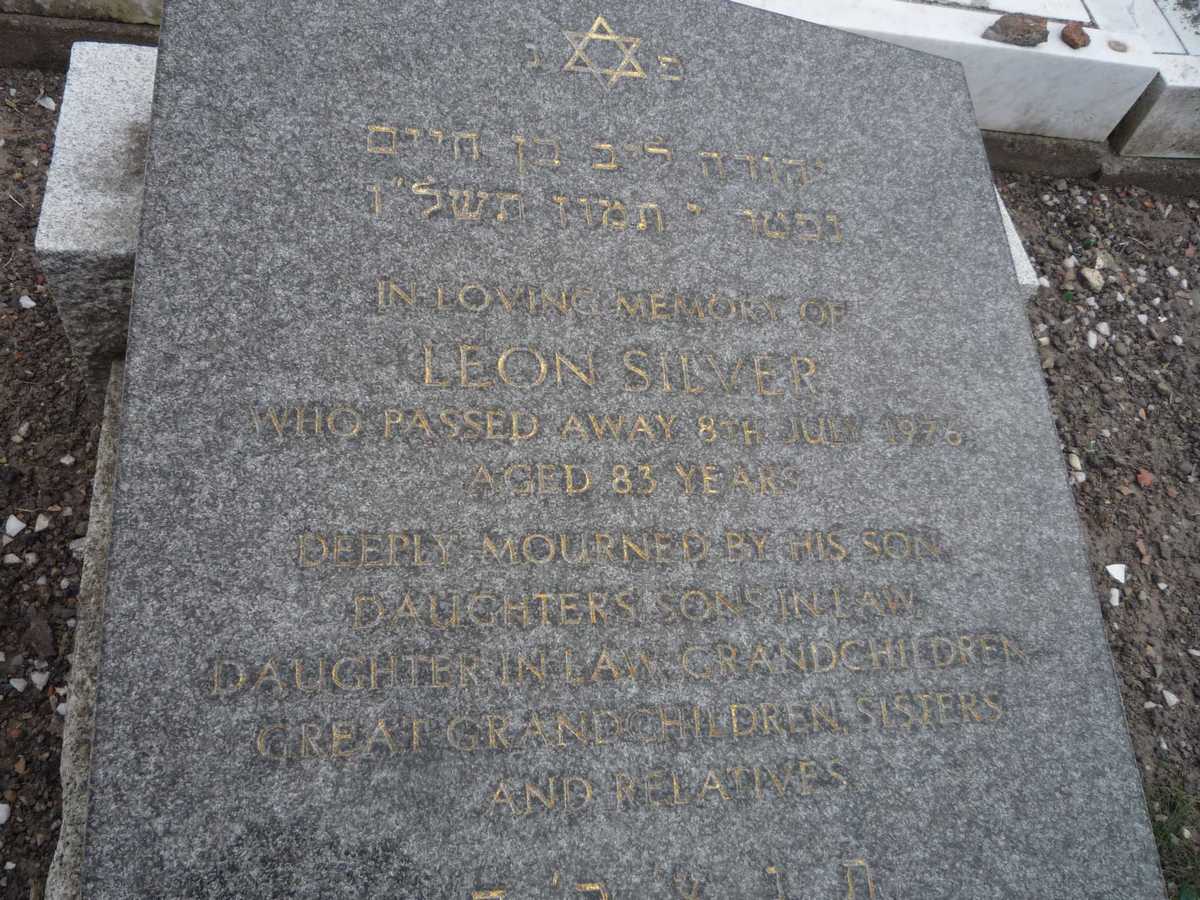 פ נ
יהודה ליב בן חיים
נפטר י תמוז תשל"ו
IN LOVING MEMORY OF
LEON SILVER
WHO PASSED AWAY 8TH JULY 1976
AGED 83 YEARS
DEEPLY MOURNED BY HIS SON,
DAUGHTERS, SONS IN LAW,
DAUGHTER IN LAW, GRANDCHILDREN,
GREAT GRANDCHILDREN, SISTERS
AND RELATIVES.
ת נ צ ב ה